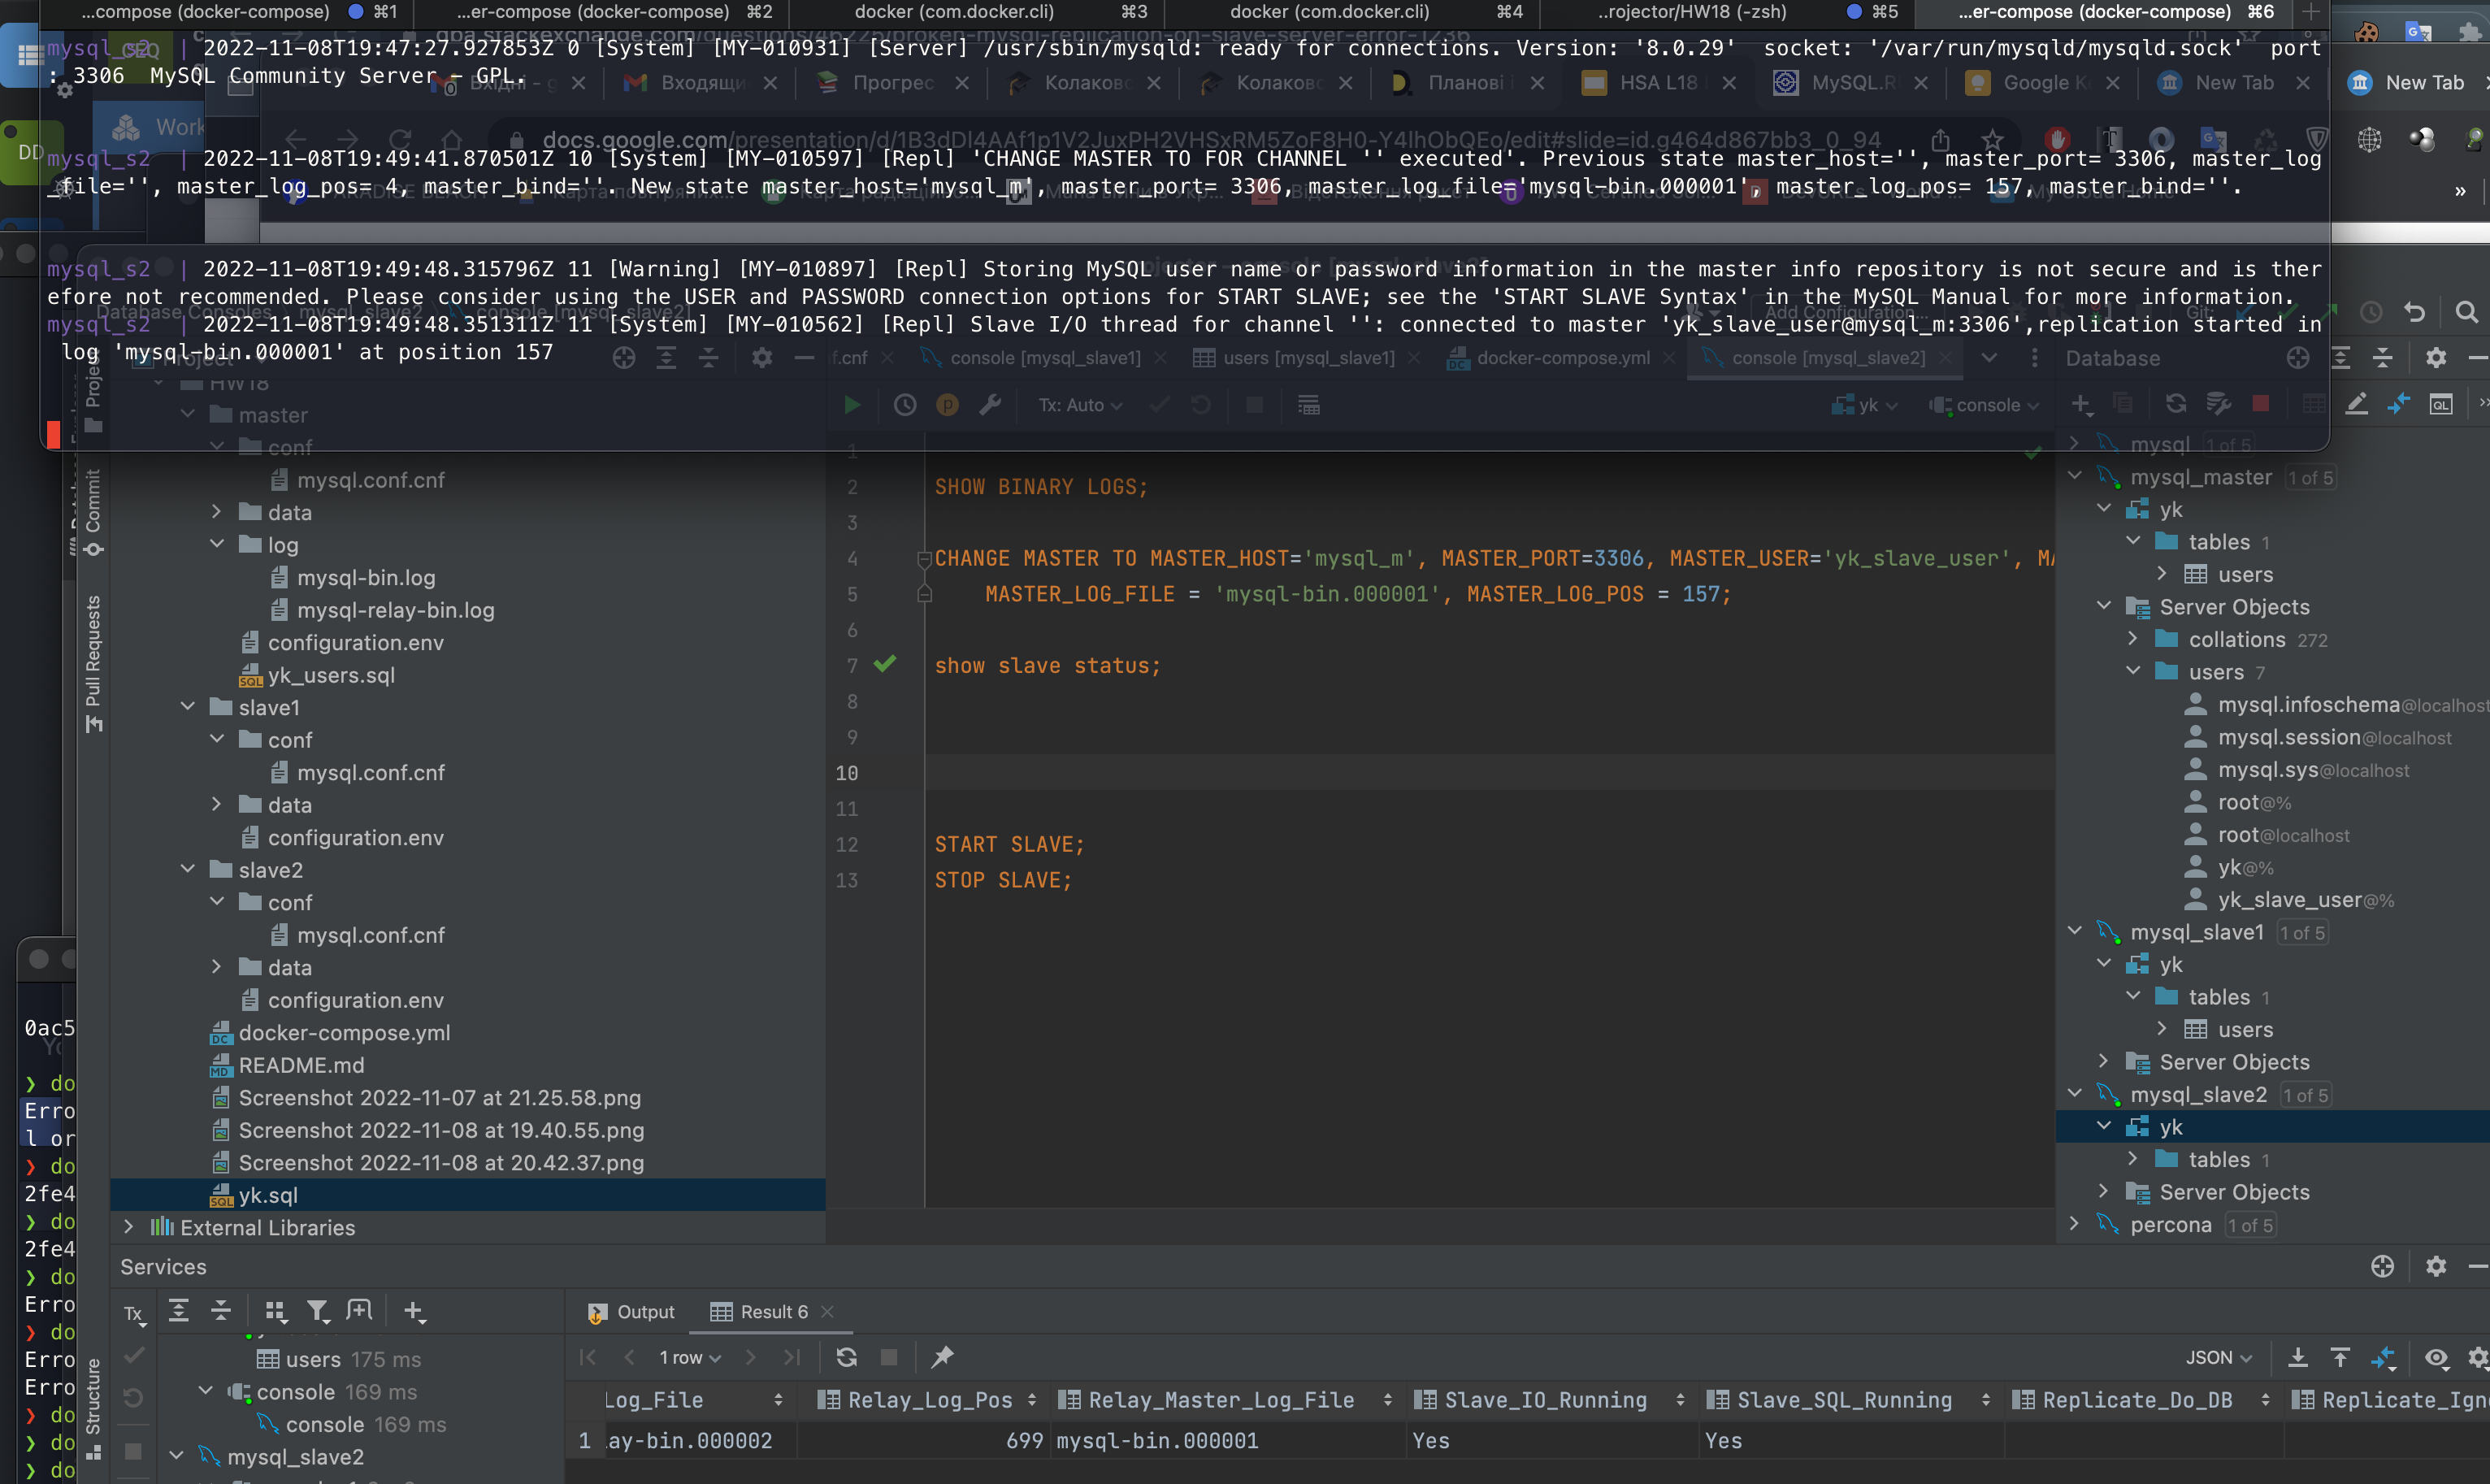 ...compose (docker-compose) ⌘1 ...er-compose (docker-compose) ⌘2 docker (com.docker.cli) ⌘3 docker (com.docker.cli) ⌘4 ..rojector/HW18 (-zsh) ⌘5 ...er-compose (docker-compose) ⌘6
mysql_s2 | 2022-11-08T19:47:27.927853Z 0 [System] [MY-010931] [Server] /usr/sbin/mysqld: ready for connections. Version: '8.0.29' socket: '/var/run/mysqld/mysqld.sock' port
: 3306 MySQL Community Server - GPL.
Прогрес HSA L18 New Tab New Tab
docs.google.com/presentation/d/1B3dDl4AAf1p1V2JuxPH2VHSxRM5ZoF8H0-Y4lhObQEo/edit#slide=id.g464d867bb3_0_94
mysql_s2 | 2022-11-08T19:49:41.870501Z 10 [System] [MY-010597] [Repl] 'CHANGE MASTER TO FOR CHANNEL '' executed'. Previous state master_host='', master_port= 3306, master_log
_file='', master_log_pos= 4, master_bind=''. New state master_host='mysql_m', master_port= 3306, master_log_file='mysql-bin.000001', master_log_pos= 157, master_bind=''.
mysql_s2 | 2022-11-08T19:49:48.315796Z 11 [Warning] [MY-010897] [Repl] Storing MySQL user name or password information in the master info repository is not secure and is ther
efore not recommended. Please consider using the USER and PASSWORD connection options for START SLAVE; see the 'START SLAVE Syntax' in the MySQL Manual for more information.
mysql_s2 | 2022-11-08T19:49:48.351311Z 11 [System] [MY-010562] [Repl] Slave I/O thread for channel '': connected to master 'yk_slave_user@mysql_m:3306',replication started in
log 'mysql-bin.000001' at position 157
Project
f.cnf console [mysql_slave1] users [mysql_slave1] docker-compose.yml console [mysql_slave2] Database
Tx: Auto yk console
HW18
master
conf
mysql.conf.cnf
data
log
mysql-bin.log
mysql-relay-bin.log
configuration.env
yk_users.sql
slave1
conf
mysql.conf.cnf
data
configuration.env
slave2
conf
mysql.conf.cnf
data
configuration.env
docker-compose.yml
README.md
Screenshot 2022-11-07 at 21.25.58.png
Screenshot 2022-11-08 at 19.40.55.png
Screenshot 2022-11-08 at 20.42.37.png
yk.sql
External Libraries
Project
Commit
Pull Requests
Structure
1
2 SHOW BINARY LOGS;
3
4 CHANGE MASTER TO MASTER_HOST='mysql_m', MASTER_PORT=3306, MASTER_USER='yk_slave_user', MA
5 MASTER_LOG_FILE = 'mysql-bin.000001', MASTER_LOG_POS = 157;
6
7 show slave status;
8
9
10
11
12 START SLAVE;
13 STOP SLAVE;
mysql 1 of 5
mysql_master 1 of 5
yk
tables 1
users
Server Objects
collations 272
users 7
mysql.infoschema@localhost
mysql.session@localhost
mysql.sys@localhost
root@%
root@localhost
yk@%
yk_slave_user@%
mysql_slave1 1 of 5
yk
tables 1
users
Server Objects
mysql_slave2 1 of 5
yk
tables 1
Server Objects
percona 1 of 5
0ac5
do
Erro
l or
do
2fe4
do
2fe4
do
Erro
do
Erro
Erro
do
do
do
Services
Tx
users 175 ms
console 169 ms
console 169 ms
mysql_slave2
Output Result 6
1 row JSON
Log_File Relay_Log_Pos Relay_Master_Log_File Slave_IO_Running Slave_SQL_Running Replicate_Do_DB Replicate_Ign
1 ay-bin.000002 699 mysql-bin.000001 Yes Yes